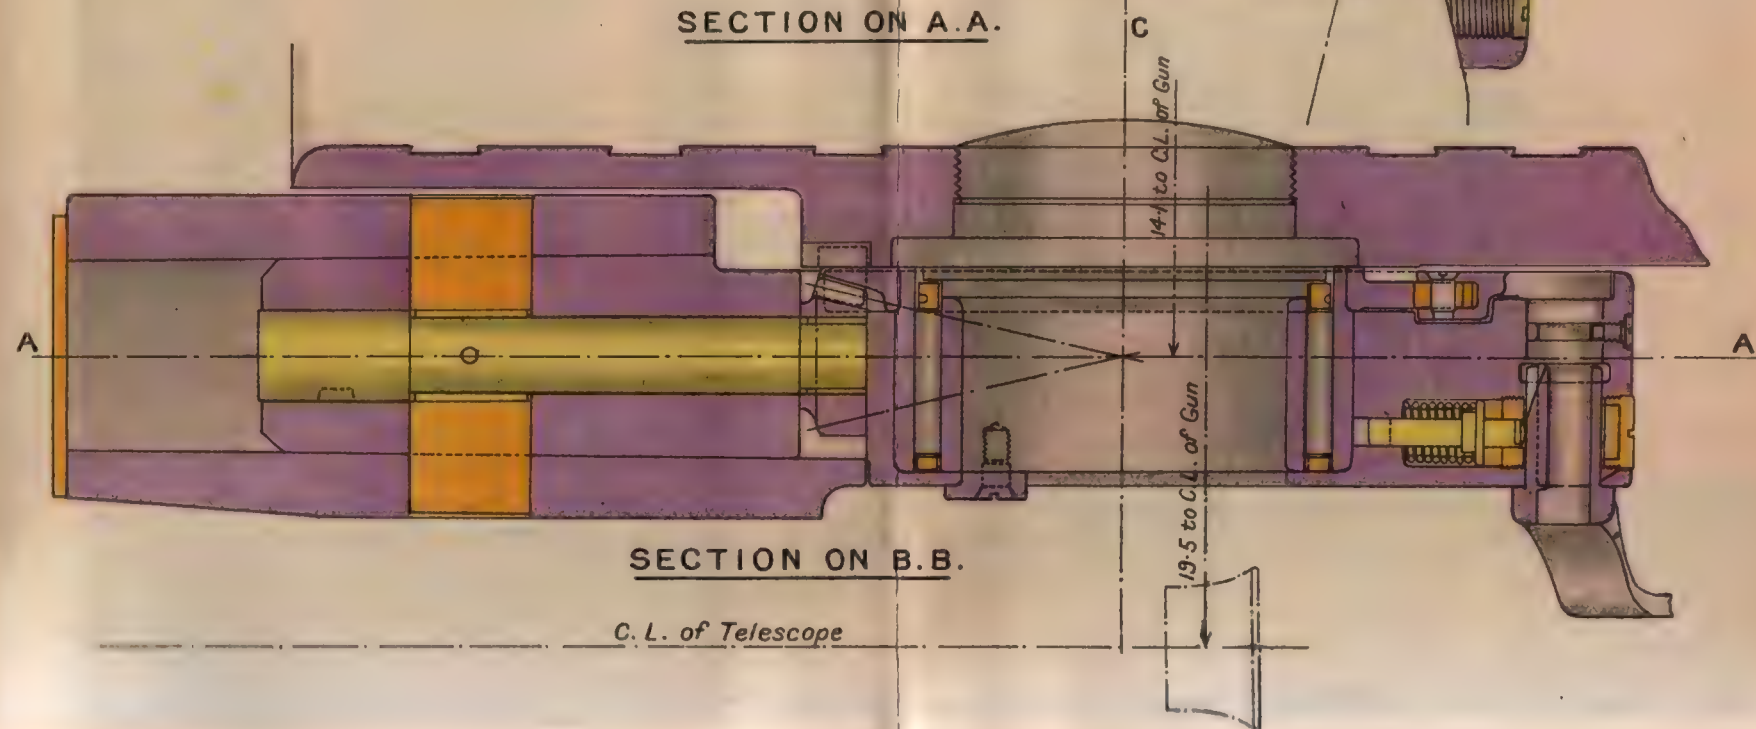 SECTION ON A.A.
C
14·1 to C.L. of Gun
A
A
19·5 to C.L. of Gun
SECTION ON B.B.
C. L. of Telescope